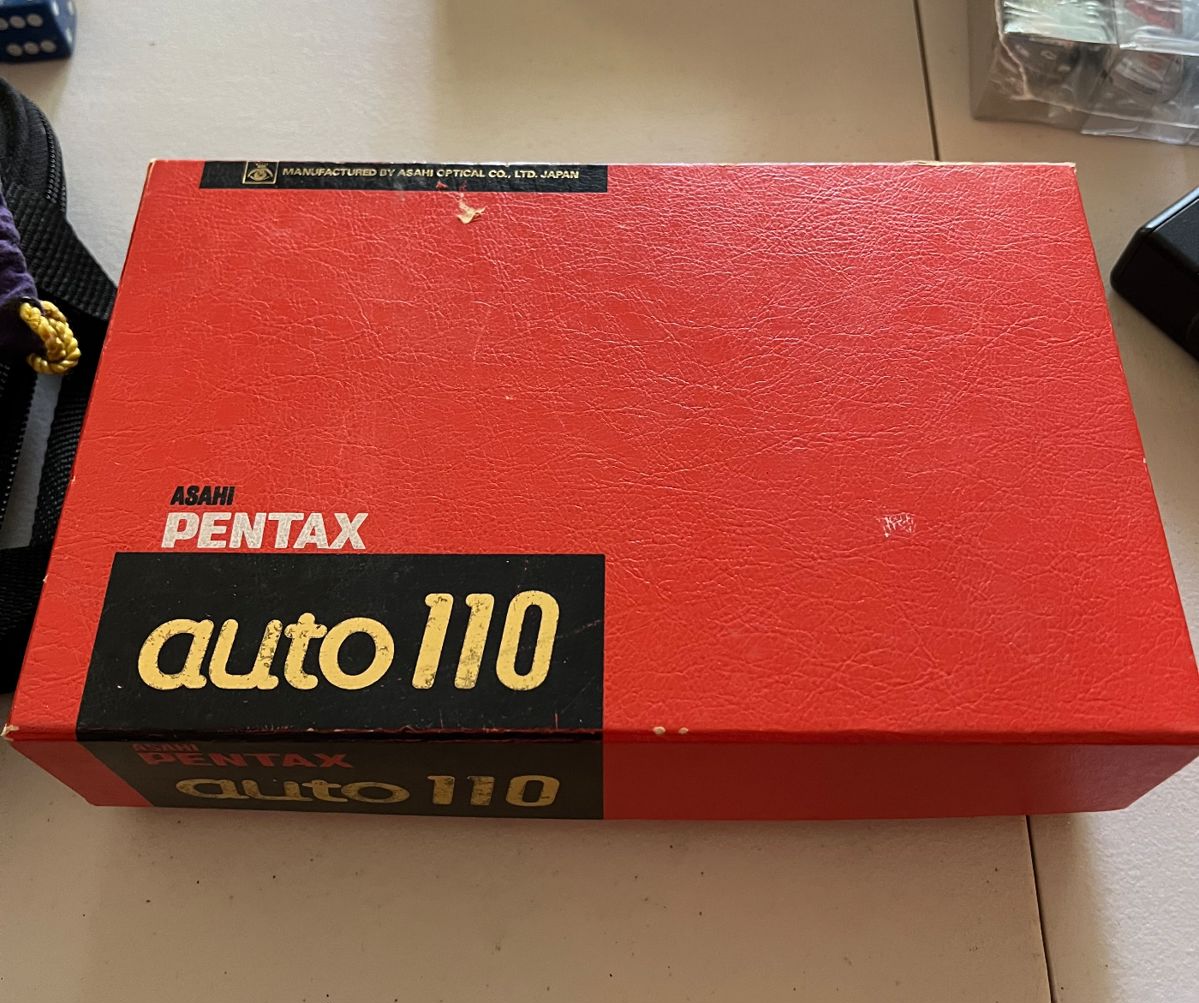 MANUFACTURED BY ASAHI OPTICAL CO., LTD. JAPAN
ASAHI
PENTAX
auto 110
ASAHI
PENTAX
auto 110